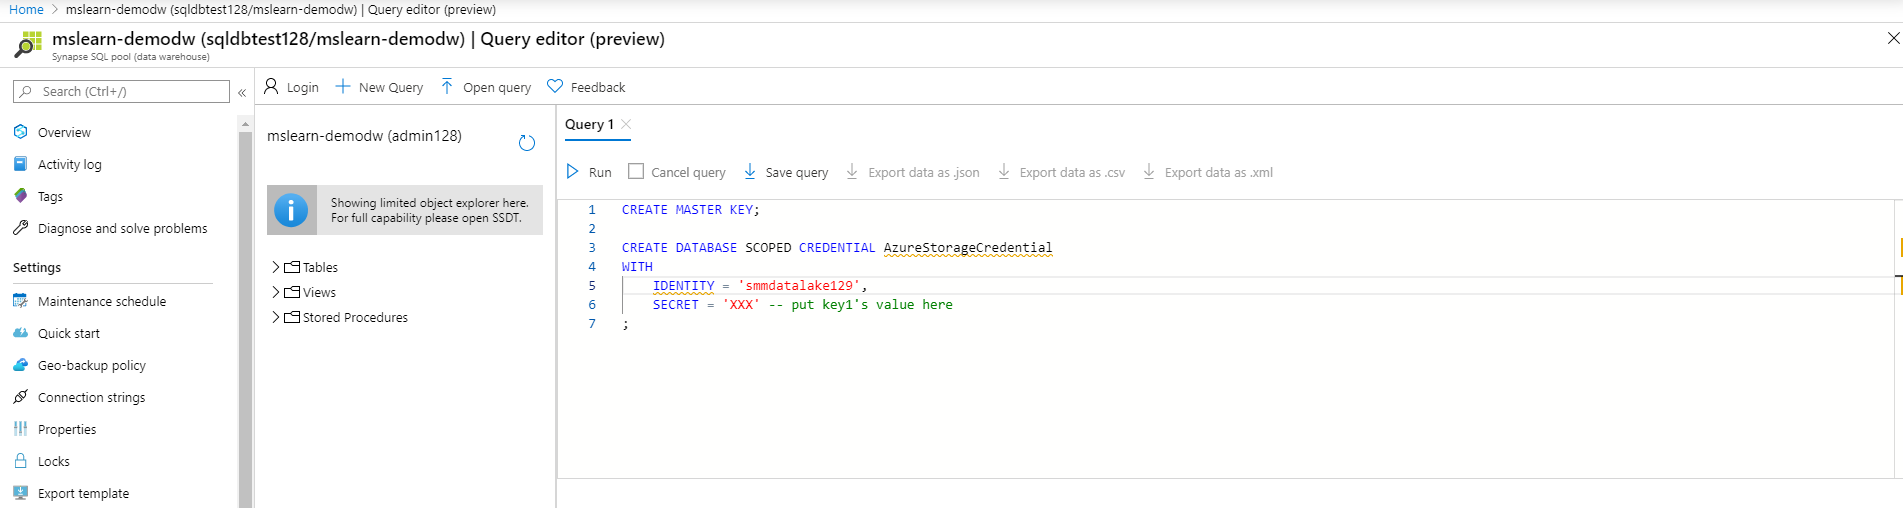 Home > mslearn-demodw (sqldbtest128/mslearn-demodw) | Query editor (preview)
mslearn-demodw (sqldbtest128/mslearn-demodw) | Query editor (preview)
Synapse SQL pool (data warehouse)
Search (Ctrl+/)
«
Overview
Activity log
Tags
Diagnose and solve problems
Settings
Maintenance schedule
Quick start
Geo-backup policy
Connection strings
Properties
Locks
Export template
Login
New Query
Open query
Feedback
mslearn-demodw (admin128)
Showing limited object explorer here.
For full capability please open SSDT.
Tables
Views
Stored Procedures
Query 1
Run
Cancel query
Save query
Export data as .json
Export data as .csv
Export data as .xml
1 CREATE MASTER KEY;
2
3 CREATE DATABASE SCOPED CREDENTIAL AzureStorageCredential
4 WITH
5 IDENTITY = 'smmdatalake129',
6 SECRET = 'XXX' -- put key1's value here
7 ;